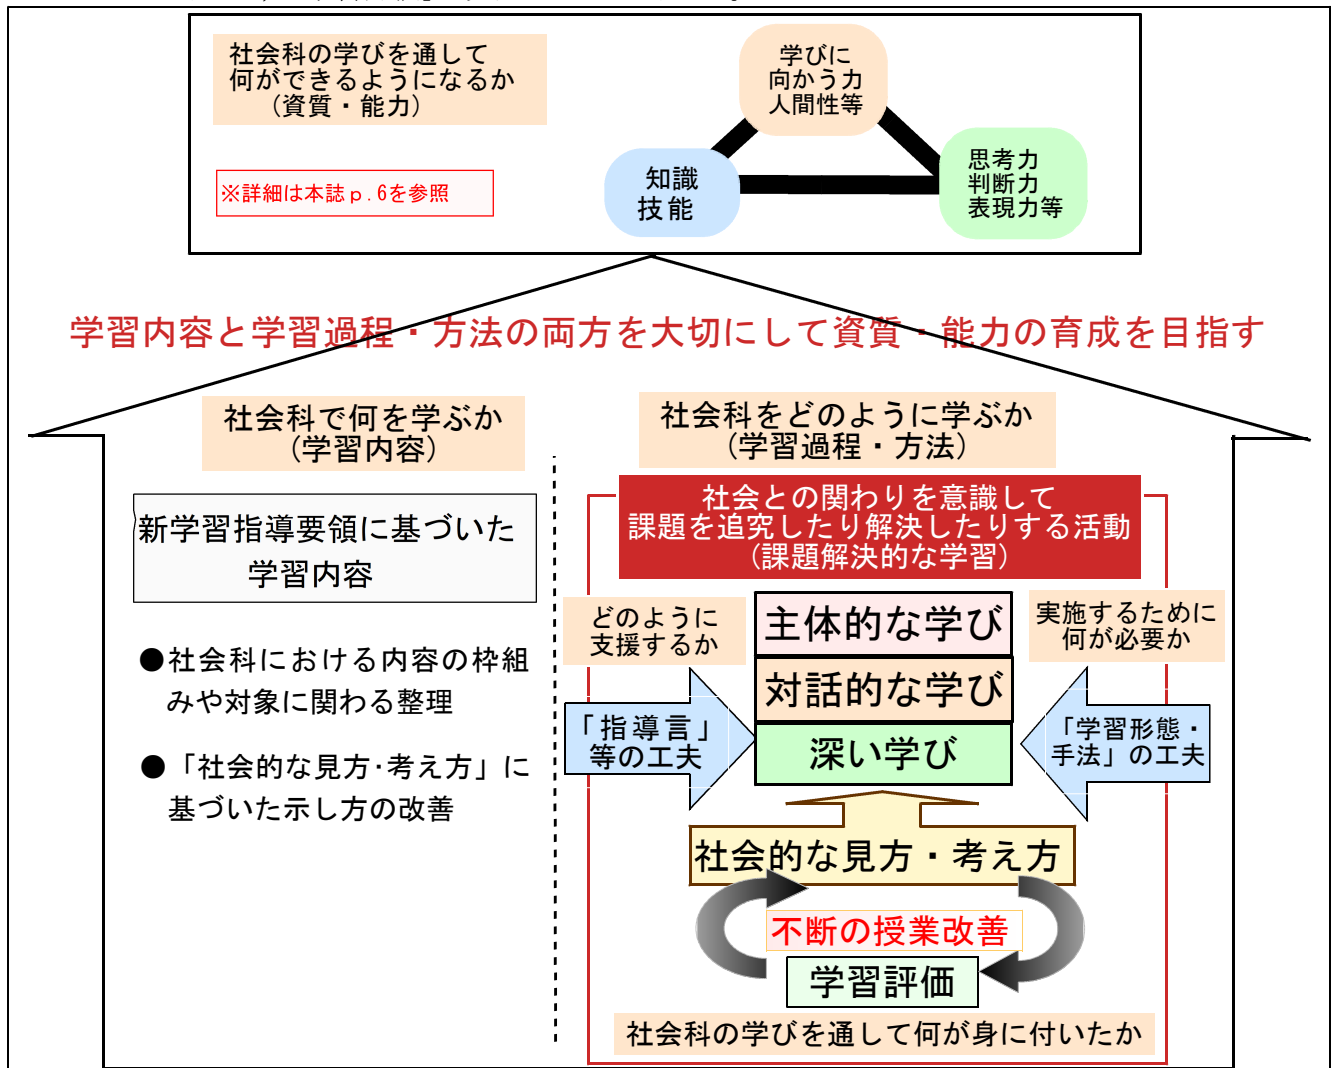 社会科の学びを通して
何ができるようになるか
（資質・能力）
※詳細は本誌ｐ.6を参照
学びに
向かう力
人間性等
知識
技能
思考力
判断力
表現力等
学習内容と学習過程・方法の両方を大切にして資質・能力の育成を目指す
社会科で何を学ぶか
（学習内容）
新学習指導要領に基づいた
学習内容
●社会科における内容の枠組
みや対象に関わる整理
●「社会的な見方・考え方」に
基づいた示し方の改善
社会科をどのように学ぶか
（学習過程・方法）
社会との関わりを意識して
課題を追究したり解決したりする活動
（課題解決的な学習）
どのように
支援するか
「指導言」
等の工夫
主体的な学び
対話的な学び
深い学び
実施するために
何が必要か
「学習形態・
手法」の工夫
社会的な見方・考え方
不断の授業改善
学習評価
社会科の学びを通して何が身に付いたか